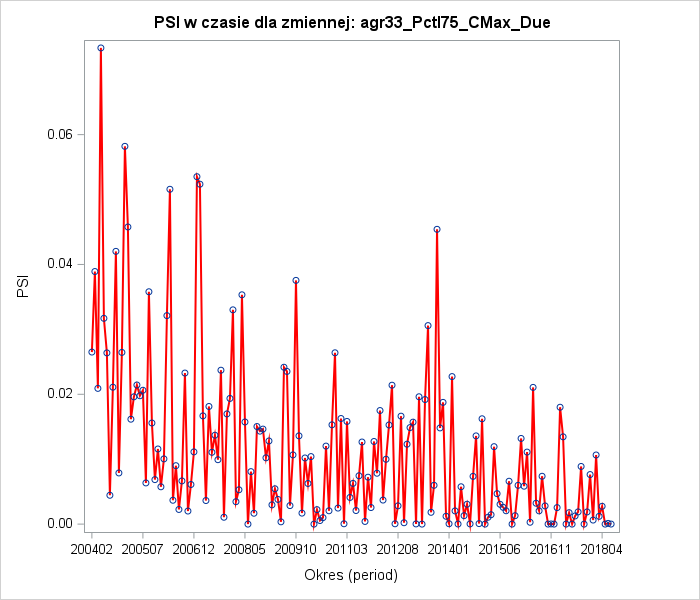 PSI w czasie dla zmiennej: agr33_Pctl75_CMax_Due
PSI
0.06
0.04
0.02
0.00
200402 200507 200612 200805 200910 201103 201208 201401 201506 201611 201804
Okres (period)